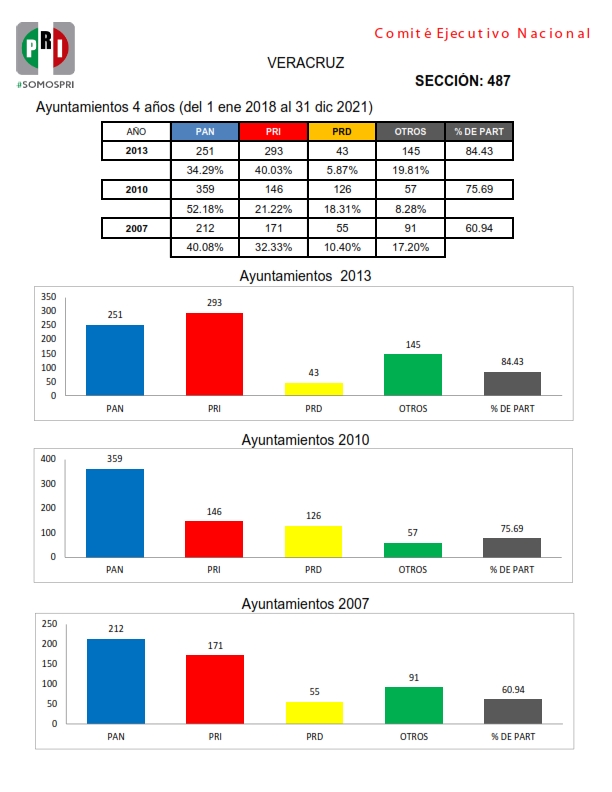 Comité Ejecutivo Nacional
PRI
#SOMOSPRI
VERACRUZ
SECCIÓN: 487
Ayuntamientos 4 años (del 1 ene 2018 al 31 dic 2021)
AÑO PAN PRI PRD OTROS % DE PART
2013 251 293 43 145 84.43
34.29% 40.03% 5.87% 19.81%
2010 359 146 126 57 75.69
52.18% 21.22% 18.31% 8.28%
2007 212 171 55 91 60.94
40.08% 32.33% 10.40% 17.20%
Ayuntamientos 2013
350
300
250
200
150
100
50
0
251 293 43 145 84.43
PAN PRI PRD OTROS % DE PART
Ayuntamientos 2010
400
300
200
100
0
359 146 126 57 75.69
PAN PRI PRD OTROS % DE PART
Ayuntamientos 2007
250
200
150
100
50
0
212 171 55 91 60.94
PAN PRI PRD OTROS % DE PART